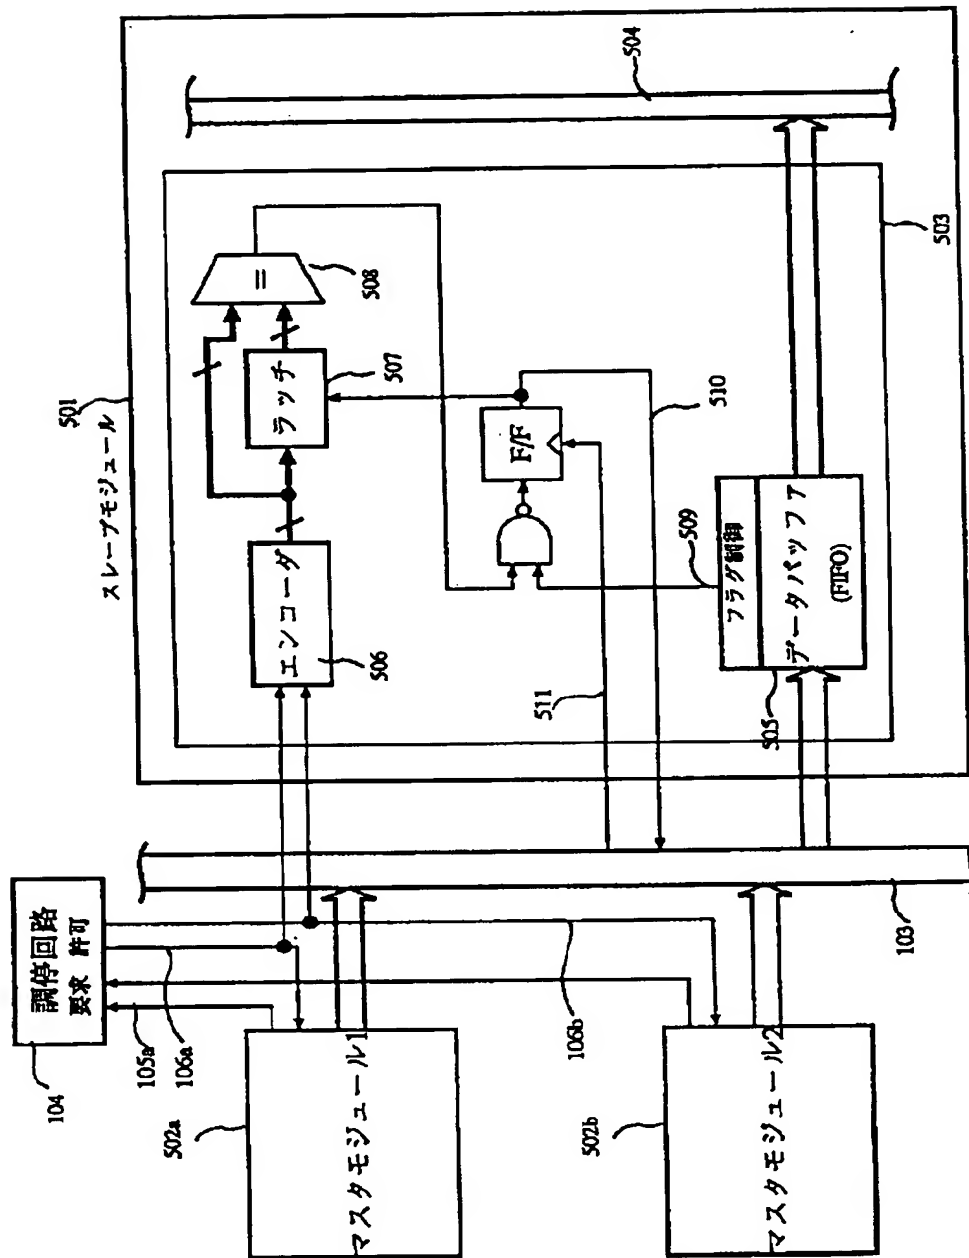 504
501
スレーブモジュール
503
508
=
507
ラッチ
510
F/F
509
フラグ制御
データバッファ
(FIFO)
505
エンコーダ
506
511
103
調停回路
要求 許可
104
105a
106a
106b
502a
マスタモジュール1
502b
マスタモジュール2